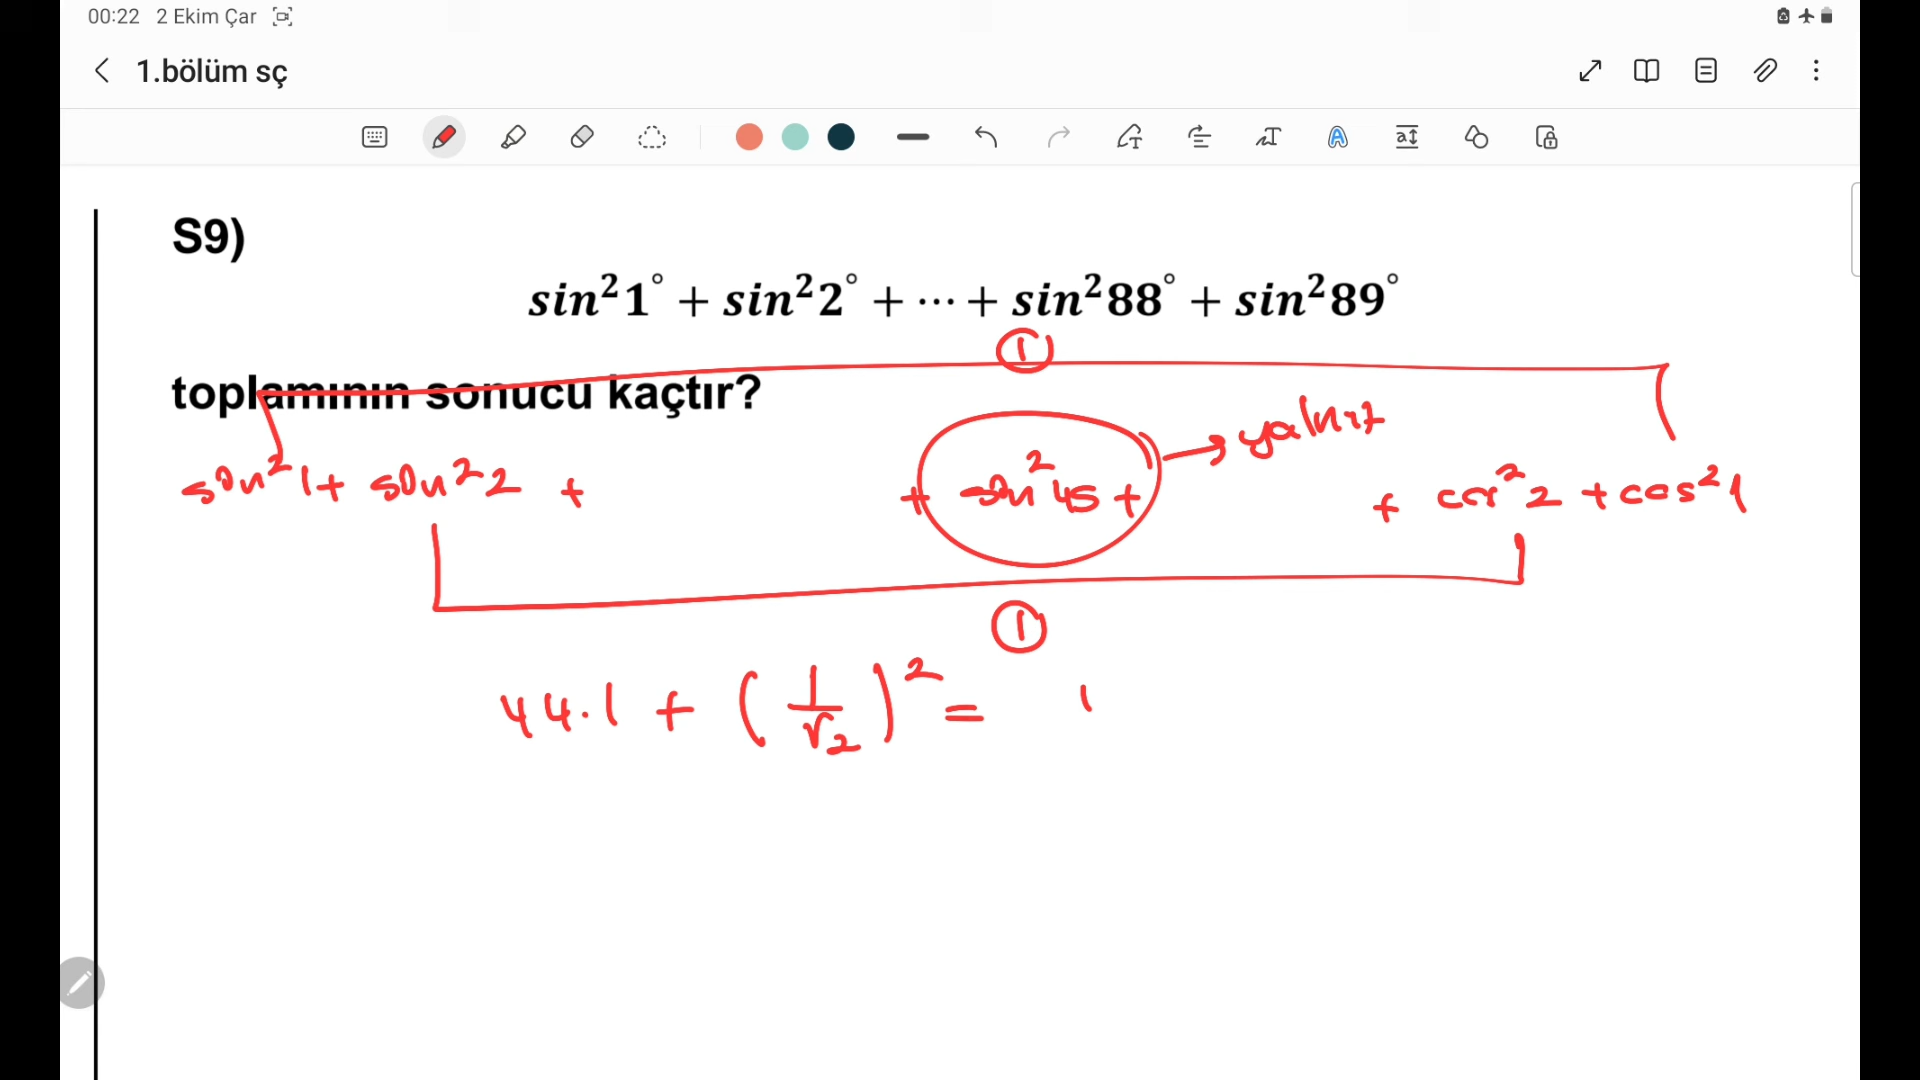 00:22 2 Ekim Çar
1.bölüm sç
S9)
sin²1° + sin²2° + ⋯ + sin²88° + sin²89°
①
toplamının sonucu kaçtır?
sin²1 + sin²2 + + sin²45 + → yalnız + cos²2 + cos²1
①
44.1 + (1/√2)² =